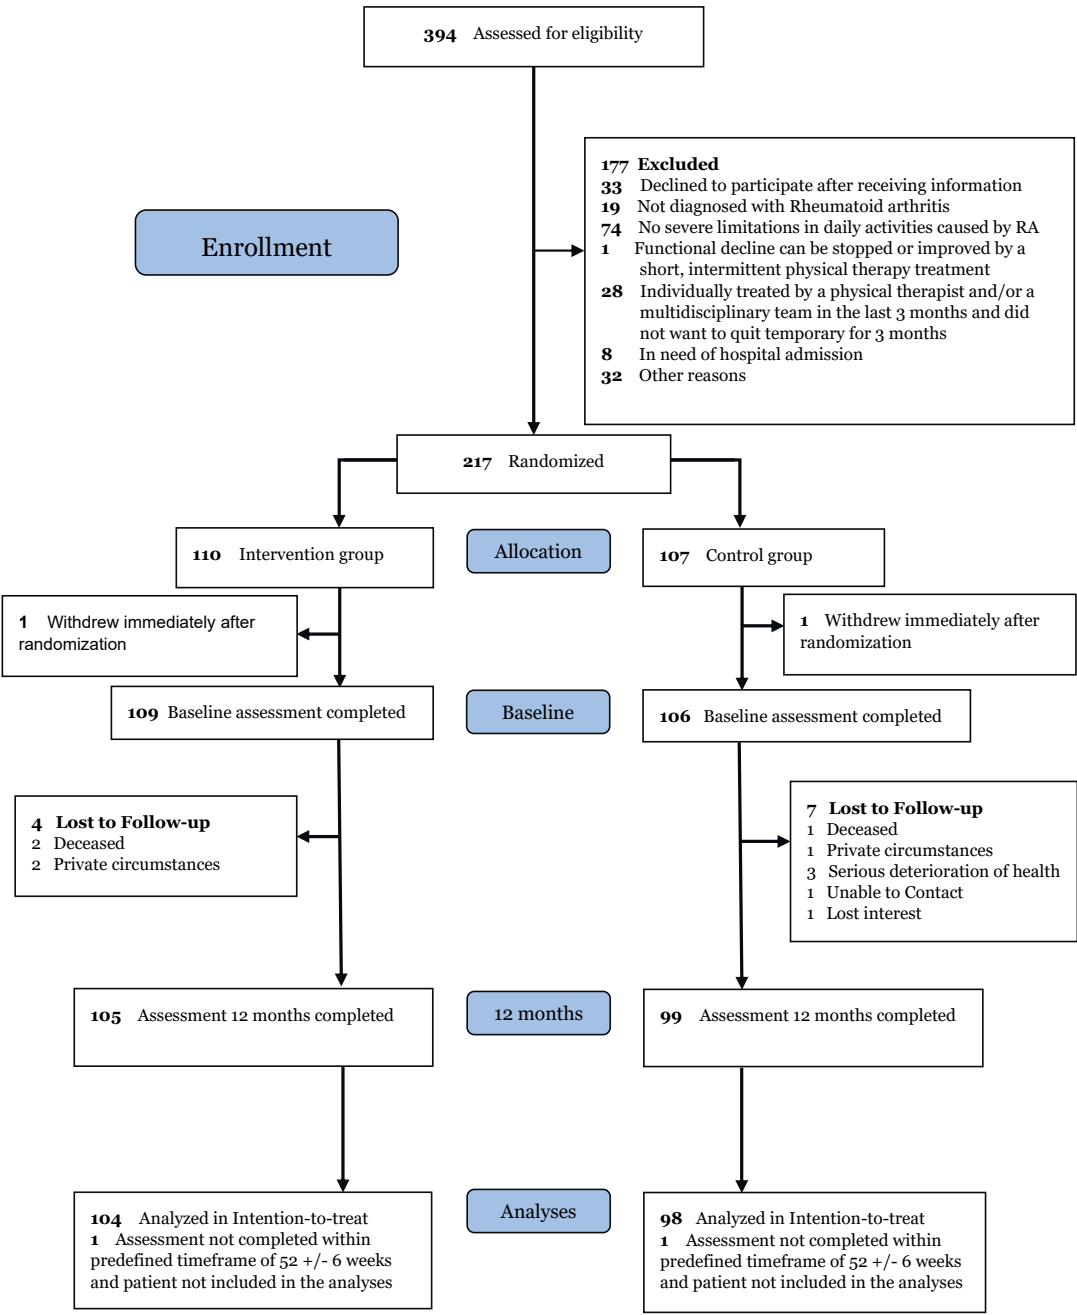 394 Assessed for eligibility
177 Excluded
33 Declined to participate after receiving information
19 Not diagnosed with Rheumatoid arthritis
74 No severe limitations in daily activities caused by RA
1 Functional decline can be stopped or improved by a
short, intermittent physical therapy treatment
28 Individually treated by a physical therapist and/or a
multidisciplinary team in the last 3 months and did
not want to quit temporary for 3 months
8 In need of hospital admission
32 Other reasons
Enrollment
217 Randomized
110 Intervention group
Allocation
107 Control group
1 Withdrew immediately after
randomization
1 Withdrew immediately after
randomization
109 Baseline assessment completed
Baseline
106 Baseline assessment completed
4 Lost to Follow-up
2 Deceased
2 Private circumstances
7 Lost to Follow-up
1 Deceased
1 Private circumstances
3 Serious deterioration of health
1 Unable to Contact
1 Lost interest
105 Assessment 12 months completed
12 months
99 Assessment 12 months completed
104 Analyzed in Intention-to-treat
1 Assessment not completed within
predefined timeframe of 52 +/- 6 weeks
and patient not included in the analyses
Analyses
98 Analyzed in Intention-to-treat
1 Assessment not completed within
predefined timeframe of 52 +/- 6 weeks
and patient not included in the analyses